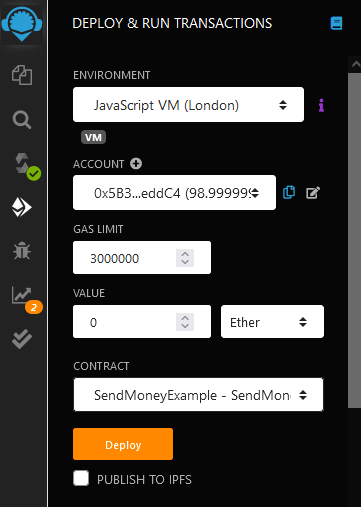 DEPLOY & RUN TRANSACTIONS
ENVIRONMENT
JavaScript VM (London)
VM
ACCOUNT
0x5B3...eddC4 (98.999999
GAS LIMIT
3000000
VALUE
0
Ether
2
CONTRACT
SendMoneyExample - SendMon
Deploy
PUBLISH TO IPFS